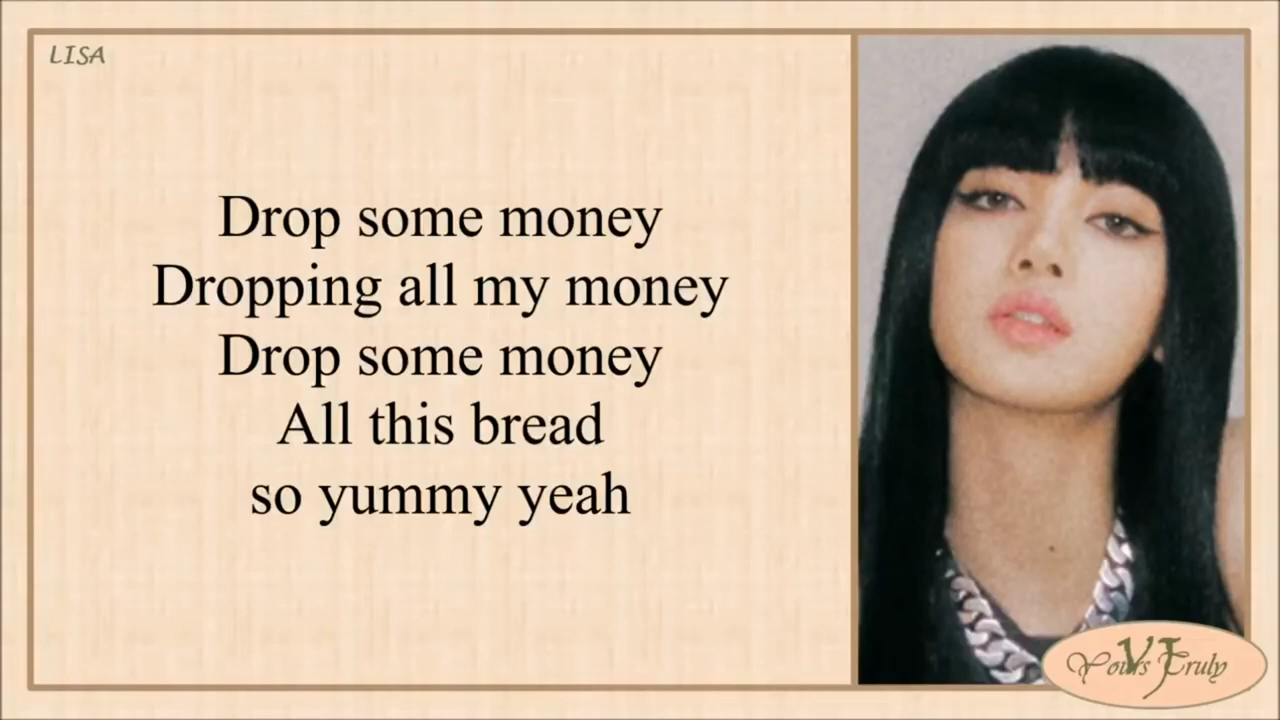 LISA
Drop some money
Dropping all my money
Drop some money
All this bread
so yummy yeah
Yours Truly
VJ